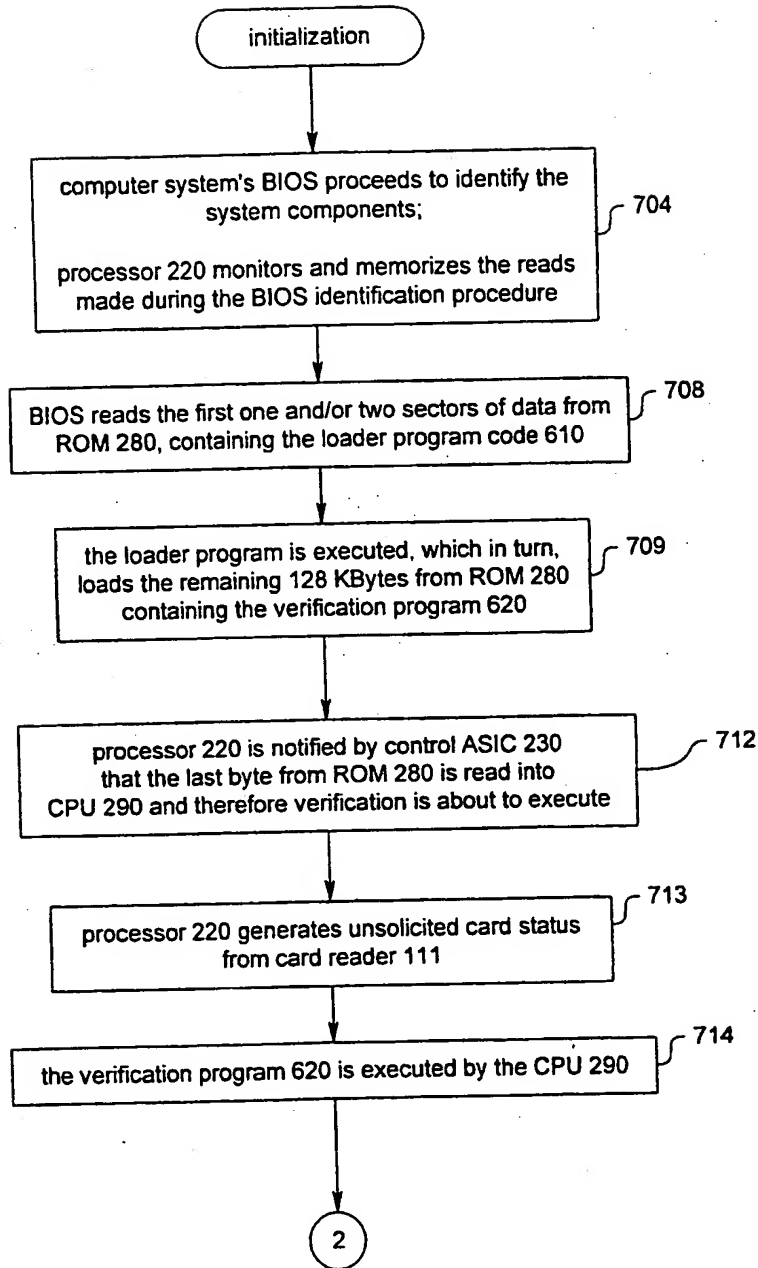 initialization
computer system's BIOS proceeds to identify the
system components;
processor 220 monitors and memorizes the reads
made during the BIOS identification procedure
704
BIOS reads the first one and/or two sectors of data from
ROM 280, containing the loader program code 610
708
the loader program is executed, which in turn,
loads the remaining 128 KBytes from ROM 280
containing the verification program 620
709
processor 220 is notified by control ASIC 230
that the last byte from ROM 280 is read into
CPU 290 and therefore verification is about to execute
712
processor 220 generates unsolicited card status
from card reader 111
713
the verification program 620 is executed by the CPU 290
714
2